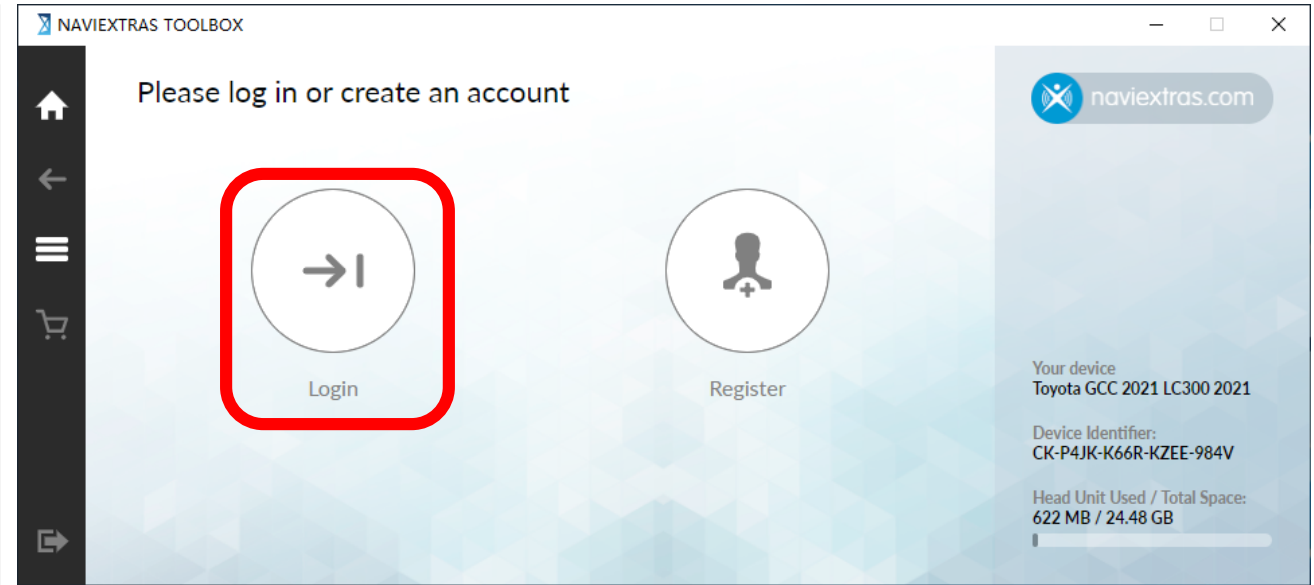 NAVIEXTRAS TOOLBOX
Please log in or create an account
naviextras.com
Login
Register
Your device
Toyota GCC 2021 LC300 2021
Device Identifier:
CK-P4JK-K66R-KZEE-984V
Head Unit Used / Total Space:
622 MB / 24.48 GB